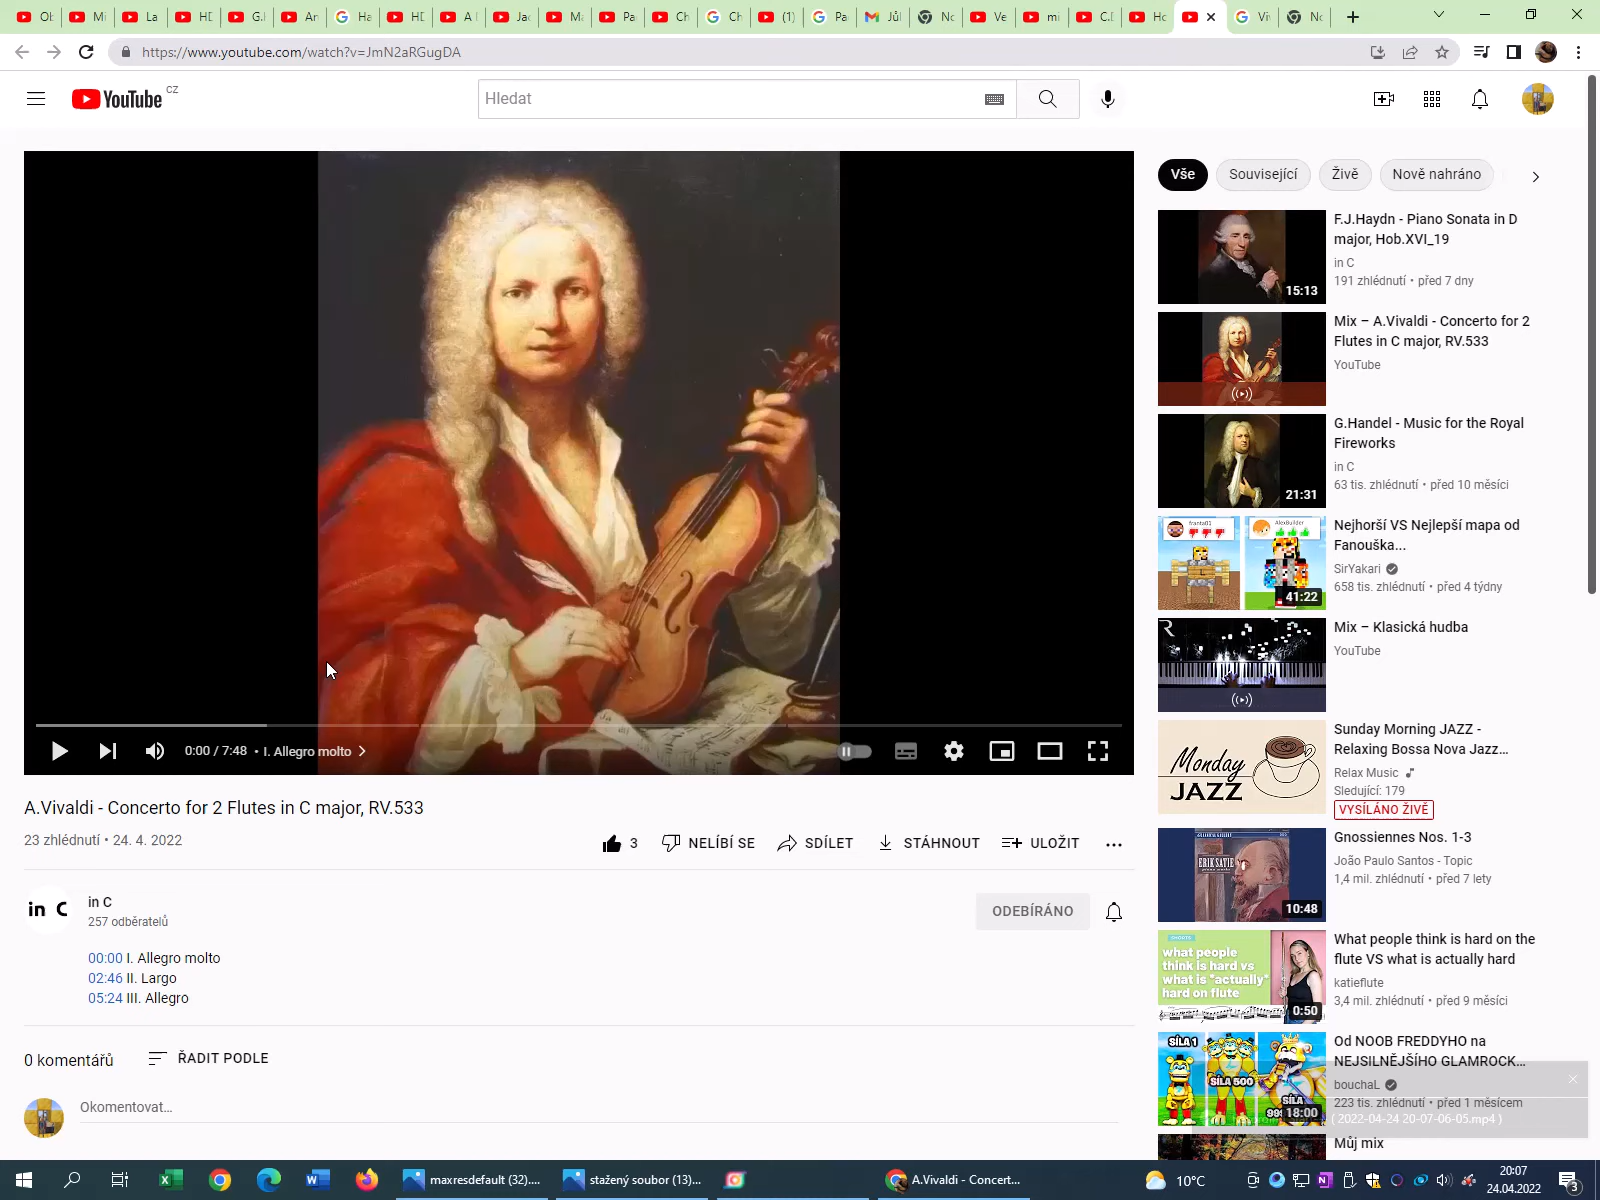 https://www.youtube.com/watch?v=JmN2aRGugDA
YouTube CZ
Hledat
0:00 / 7:48 • I. Allegro molto
A.Vivaldi - Concerto for 2 Flutes in C major, RV.533
23 zhlédnutí • 24. 4. 2022
3 NELÍBÍ SE SDÍLET STÁHNOUT ULOŽIT
in C
in C
257 odběratelů
ODEBÍRÁNO
00:00 I. Allegro molto
02:46 II. Largo
05:24 III. Allegro
0 komentářů ŘADIT PODLE
Okomentovat...
Vše Související Živě Nově nahráno
15:13
F.J.Haydn - Piano Sonata in D
major, Hob.XVI_19
in C
191 zhlédnutí • před 7 dny
Mix – A.Vivaldi - Concerto for 2
Flutes in C major, RV.533
YouTube
21:31
G.Handel - Music for the Royal
Fireworks
in C
63 tis. zhlédnutí • před 10 měsíci
franta01
AlexBuilder
41:22
Nejhorší VS Nejlepší mapa od
Fanouška...
SirYakari
658 tis. zhlédnutí • před 4 týdny
Mix – Klasická hudba
YouTube
Monday
JAZZ
Sunday Morning JAZZ -
Relaxing Bossa Nova Jazz...
Relax Music
Sledující: 179
VYSÍLÁNO ŽIVĚ
ERIK SATIE
10:48
Gnossiennes Nos. 1-3
João Paulo Santos - Topic
1,4 mil. zhlédnutí • před 7 lety
what people
think is hard vs
what is *actually*
hard on flute
0:50
What people think is hard on the
flute VS what is actually hard
katieflute
3,4 mil. zhlédnutí • před 9 měsíci
SÍLA 1
SÍLA 500
SÍLA
18:00
Od NOOB FREDDYHO na
NEJSILNĚJŠÍHO GLAMROCK...
bouchaL
223 tis. zhlédnutí • před 1 měsícem
( 2022-04-24 20-07-06-05.mp4 )
Můj mix
maxresdefault (32)....
stažený soubor (13)...
A.Vivaldi - Concert...
10°C
20:07
24.04.2022
3